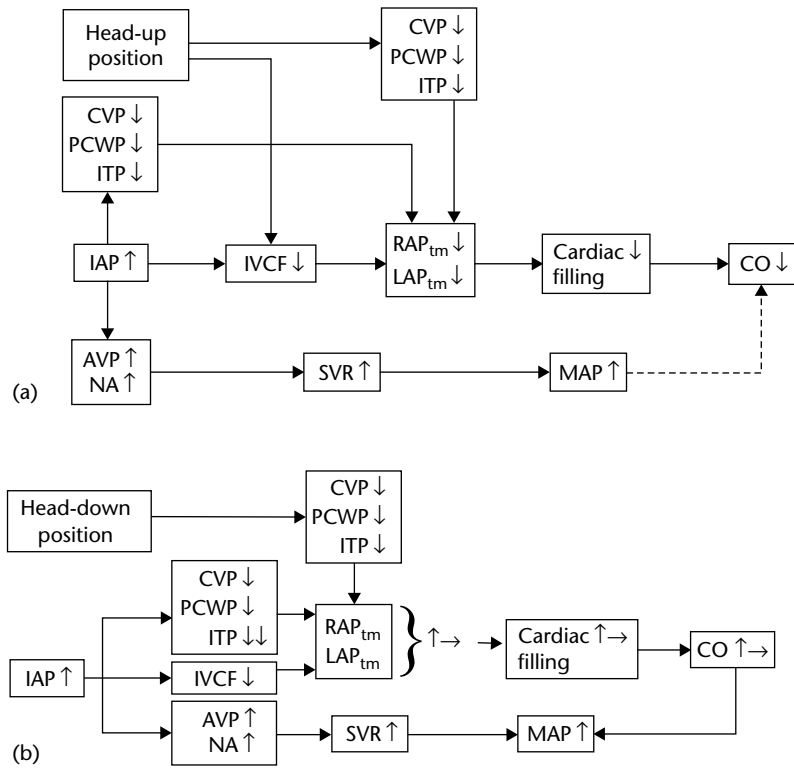 Head-up
position
CVP ↓
PCWP ↓
ITP ↓
CVP ↓
PCWP ↓
ITP ↓
IAP ↑
IVCF ↓
RAPtm ↓
LAPtm ↓
Cardiac ↓
filling
CO ↓
AVP ↑
NA ↑
SVR ↑
MAP ↑
(a)
Head-down
position
CVP ↓
PCWP ↓
ITP ↓
CVP ↓
PCWP ↓
ITP ↓↓
RAPtm
LAPtm
} ↑→
Cardiac ↑→
filling
CO ↑→
IAP ↑
IVCF ↓
AVP ↑
NA ↑
SVR ↑
MAP ↑
(b)